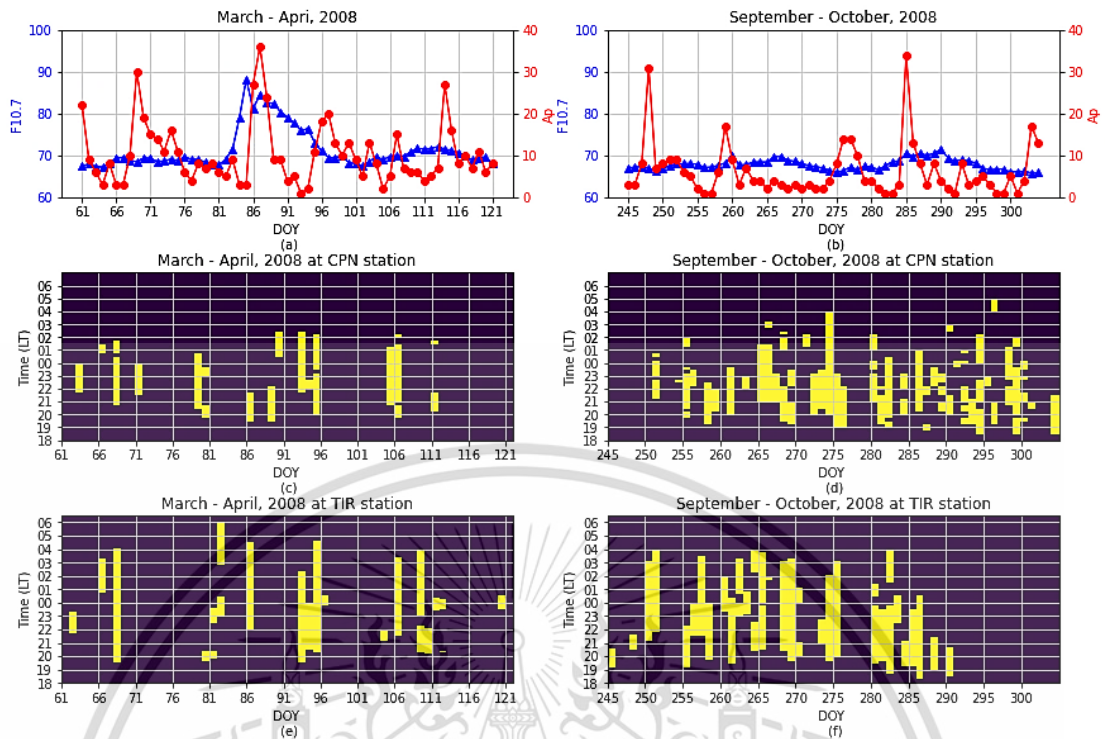 March - Apri, 2008
September - October, 2008
100
90
80
70
60
F10.7
40
30
20
10
0
Ap
61 66 71 76 81 86 91 96 101 106 111 116 121
DOY
(a)
100
90
80
70
60
F10.7
40
30
20
10
0
Ap
245 250 255 260 265 270 275 280 285 290 295 300
DOY
(b)
March - April, 2008 at CPN station
September - October, 2008 at CPN station
06
05
04
03
02
01
00
23
22
21
20
18
Time (LT)
61 66 71 76 81 86 91 96 101 106 111 116 121
DOY
(c)
06
05
04
03
02
01
00
23
22
21
20
18
Time (LT)
245 250 255 260 265 270 275 280 285 290 295 300
DOY
(d)
March - April, 2008 at TIR station
September - October, 2008 at TIR station
06
05
04
03
02
01
00
23
22
21
20
18
Time (LT)
61 66 71 76 81 86 91 96 101 106 111 116 121
DOY
(e)
06
05
04
03
02
01
00
23
22
21
20
18
Time (LT)
245 250 255 260 265 270 275 280 285 290 295 300
DOY
(f)